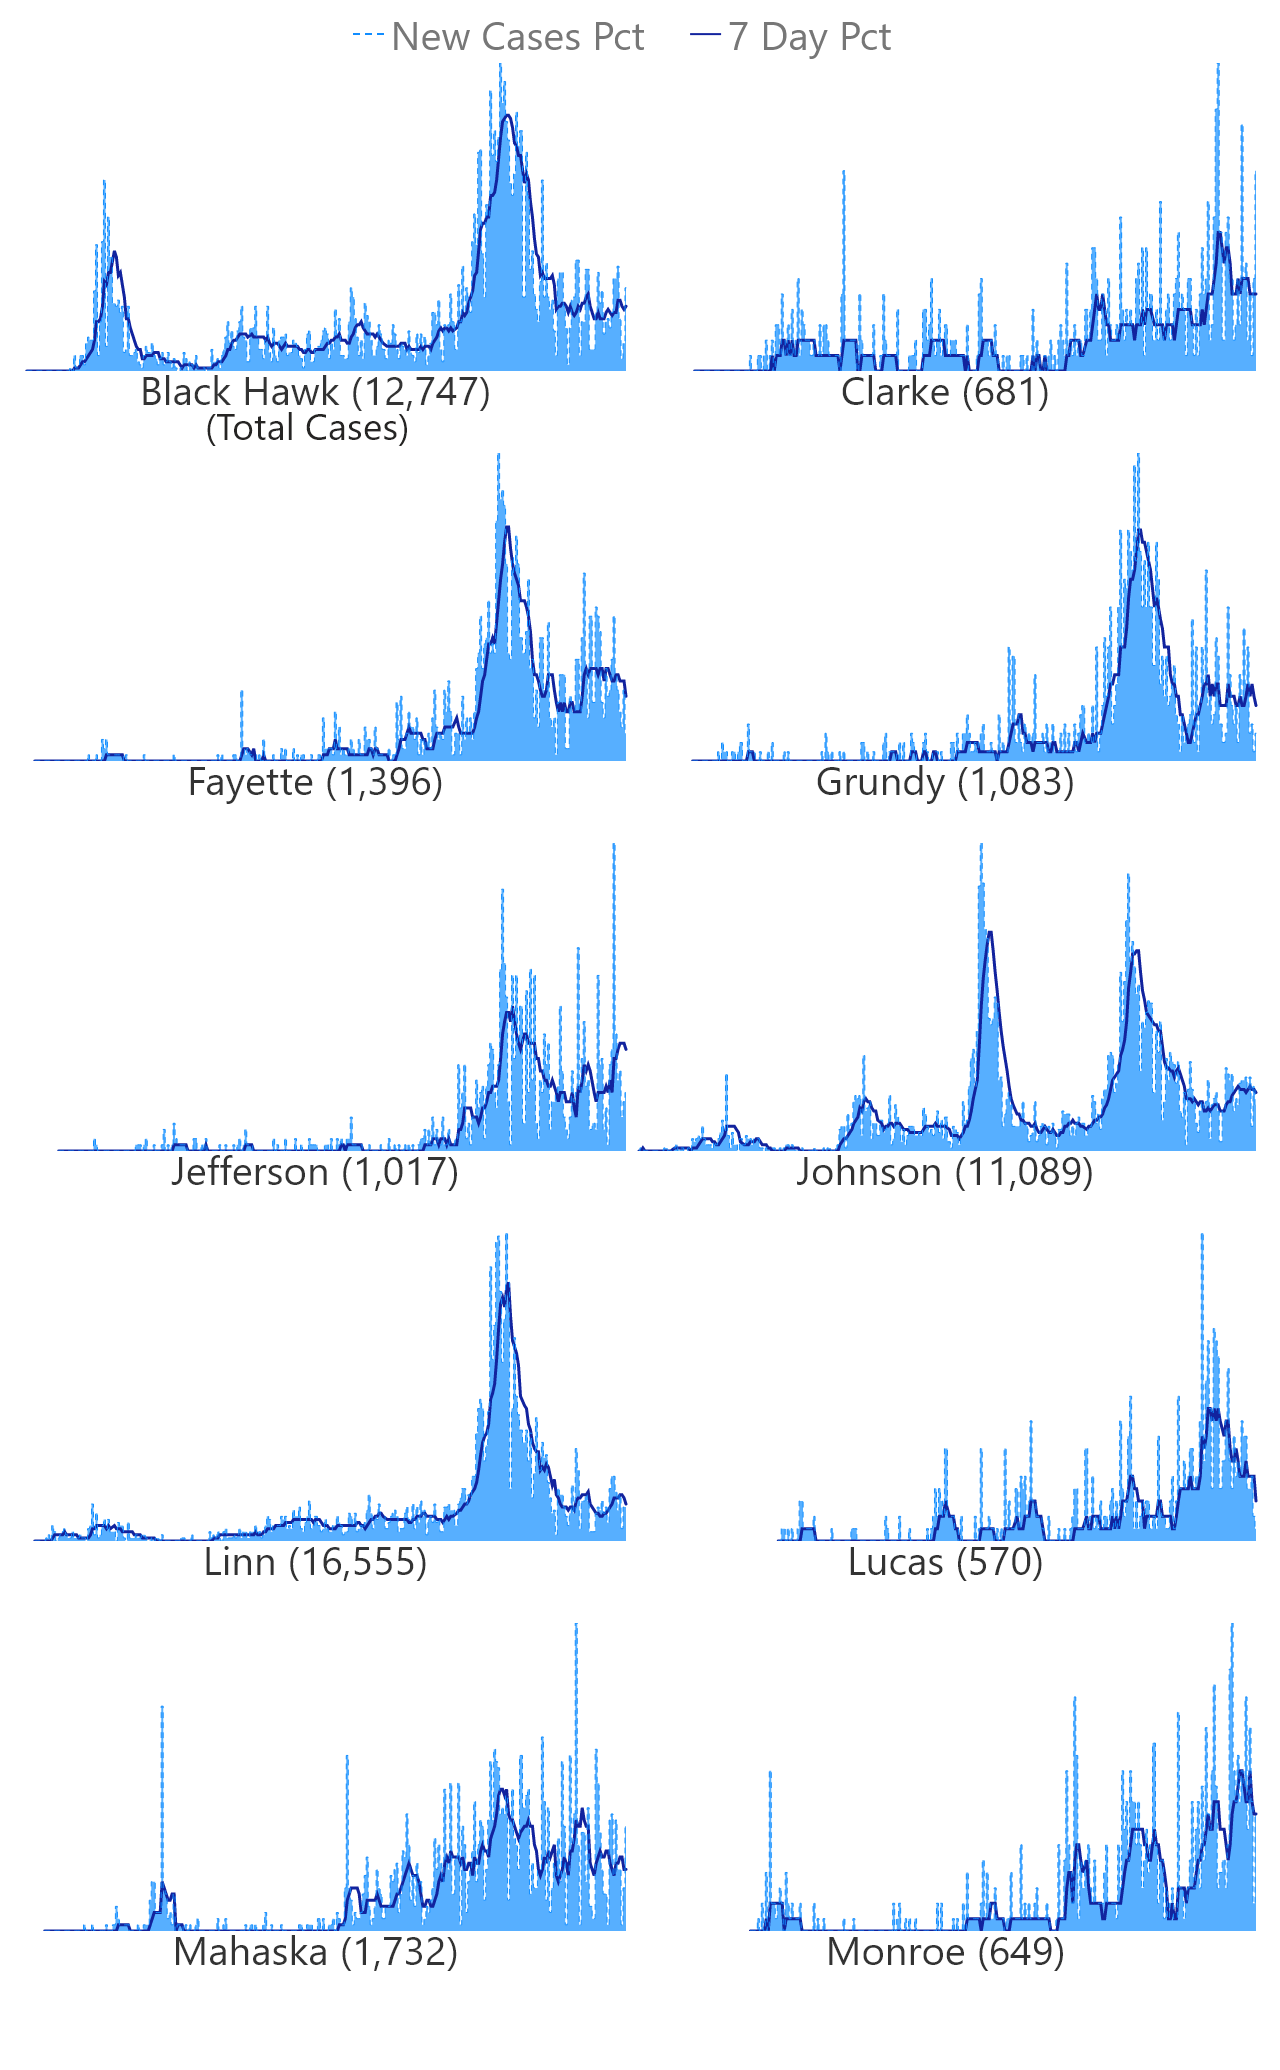 New Cases Pct 7 Day Pct
Black Hawk (12,747)
(Total Cases)
Clarke (681)
Fayette (1,396)
Grundy (1,083)
Jefferson (1,017)
Johnson (11,089)
Linn (16,555)
Lucas (570)
Mahaska (1,732)
Monroe (649)